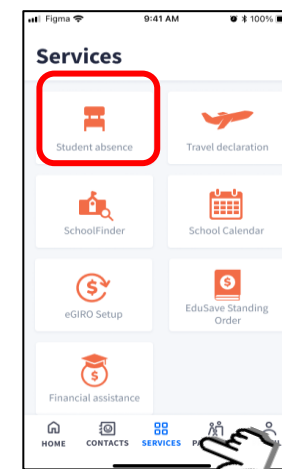 Figma 9:41 AM 100%
Services
Student absence
Travel declaration
SchoolFinder
School Calendar
$
eGIRO Setup
$
EduSave Standing
Order
$
Financial assistance
HOME CONTACTS SERVICES